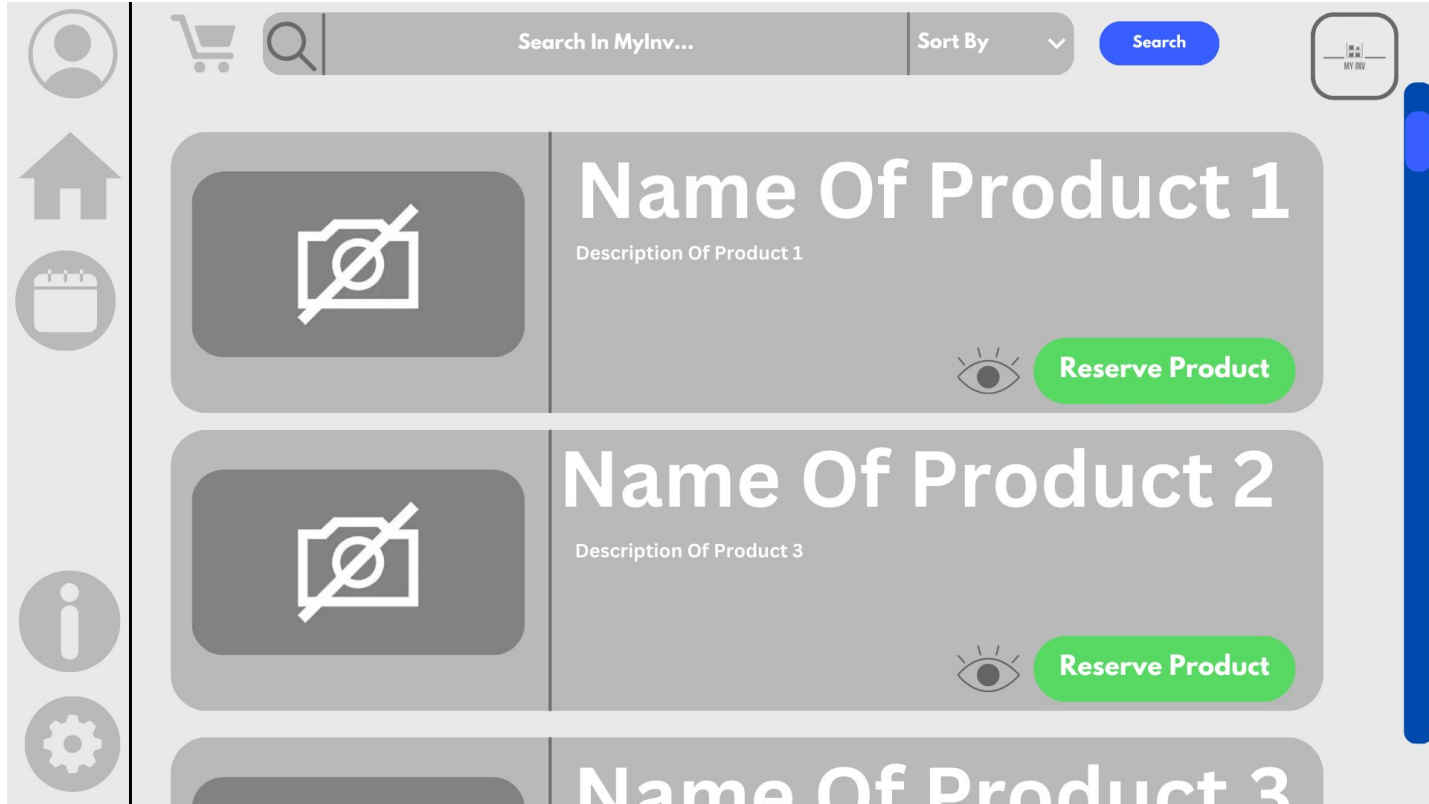 Search In MyInv...
Sort By
Search
MY INV
Name Of Product 1
Description Of Product 1
Reserve Product
Name Of Product 2
Description Of Product 3
Reserve Product
Name Of Product 3